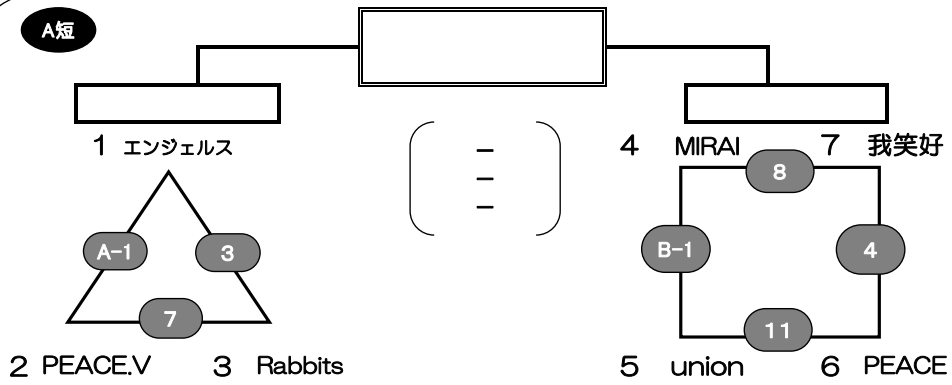 A短
1 エンジェルス
4 MIRAI 7 我笑好
8
A-1 3
B-1 4
7
11
2 PEACE.V 3 Rabbits
5 union 6 PEACE